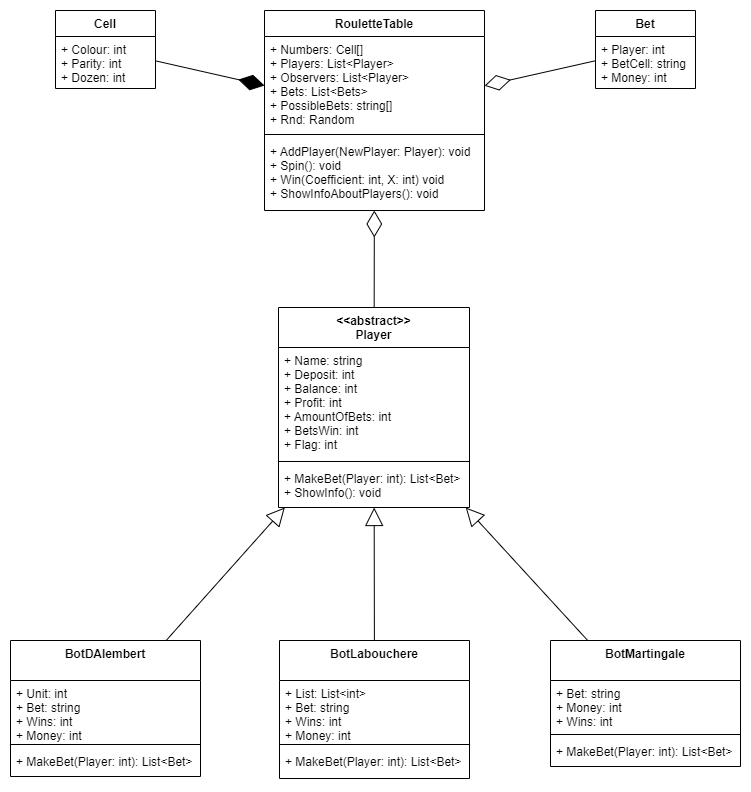 Cell
+ Colour: int
+ Parity: int
+ Dozen: int
RouletteTable
+ Numbers: Cell[]
+ Players: List<Player>
+ Observers: List<Player>
+ Bets: List<Bets>
+ PossibleBets: string[]
+ Rnd: Random
+ AddPlayer(NewPlayer: Player): void
+ Spin(): void
+ Win(Coefficient: int, X: int) void
+ ShowInfoAboutPlayers(): void
Bet
+ Player: int
+ BetCell: string
+ Money: int
<<abstract>>
Player
+ Name: string
+ Deposit: int
+ Balance: int
+ Profit: int
+ AmountOfBets: int
+ BetsWin: int
+ Flag: int
+ MakeBet(Player: int): List<Bet>
+ ShowInfo(): void
BotDAlembert
+ Unit: int
+ Bet: string
+ Wins: int
+ Money: int
+ MakeBet(Player: int): List<Bet>
BotLabouchere
+ List: List<int>
+ Bet: string
+ Wins: int
+ Money: int
+ MakeBet(Player: int): List<Bet>
BotMartingale
+ Bet: string
+ Money: int
+ Wins: int
+ MakeBet(Player: int): List<Bet>